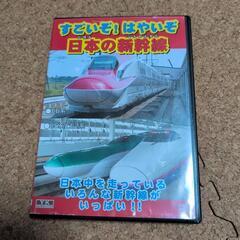 すごいぞ！はやいぞ
日本の新幹線
日本中を走っている
いろんな新幹線が
いっぱい！！